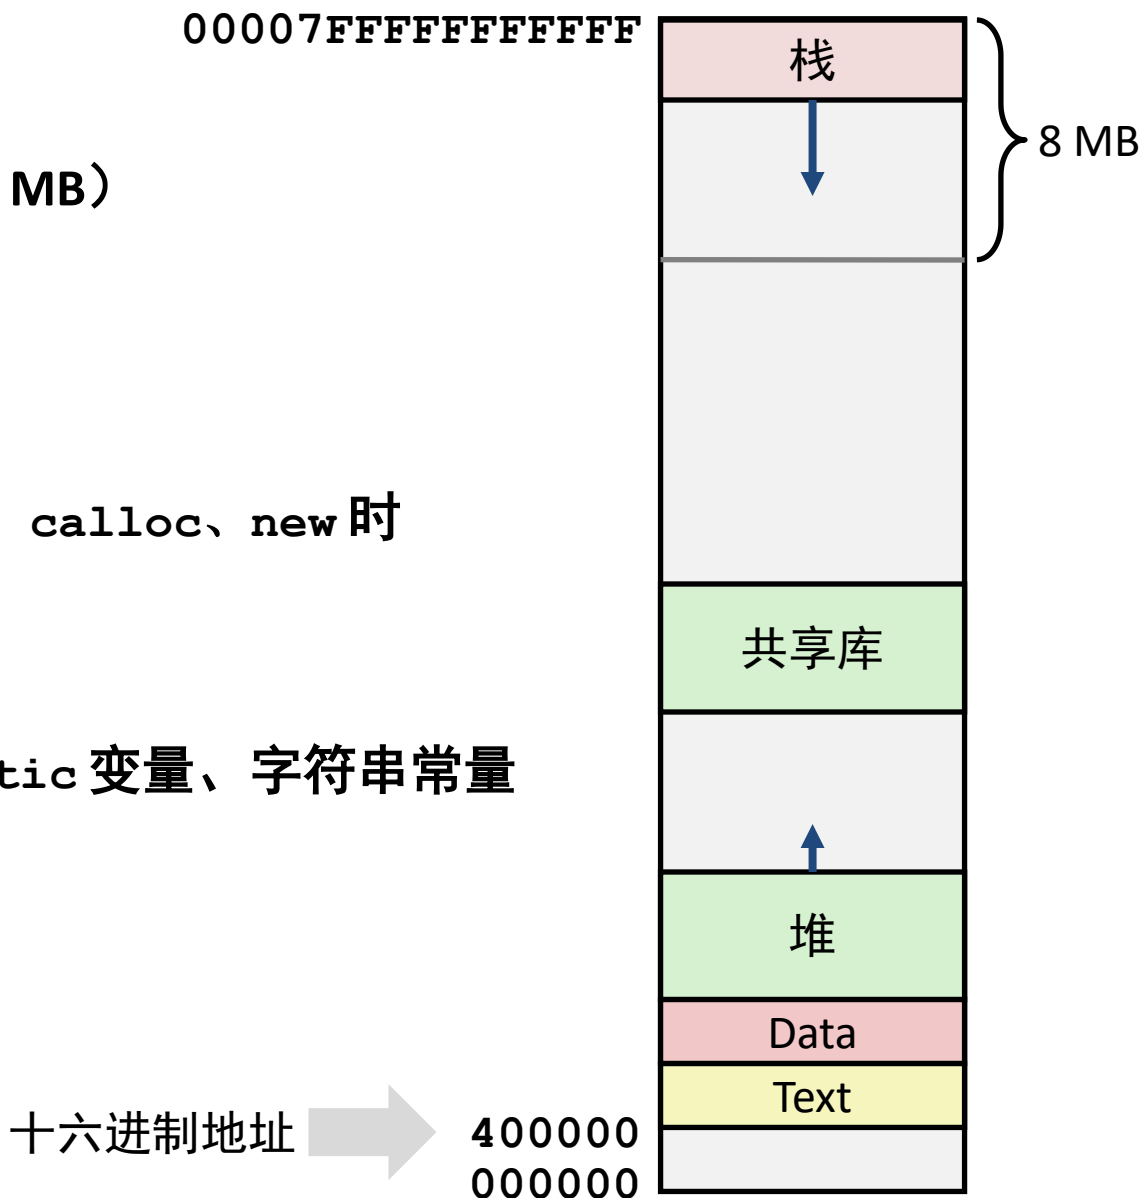 00007FFFFFFFFFFF
栈
8 MB
MB）
calloc、new 时
共享库
tic 变量、字符串常量
堆
Data
Text
十六进制地址
400000
000000